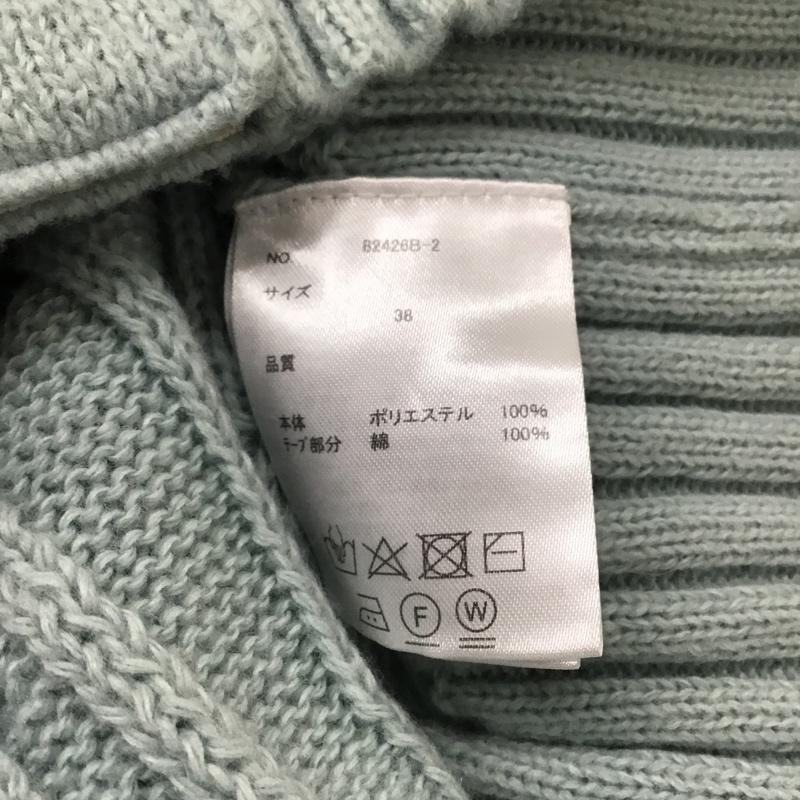 NO. B2426B-2
サイズ
38
品質
本体 ポリエステル 100%
テープ部分 綿 100%
F W